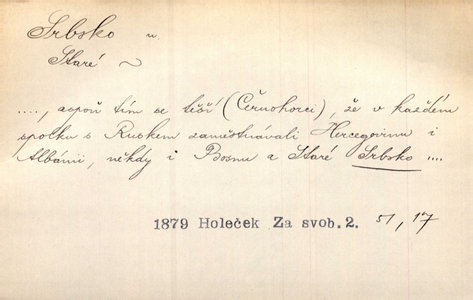 Srbsko n.
Staré ~
...., aspoň tím se těší (Černohorci), že v každém
spolku s Ruskem zaměstnávali Hercegovinu i
Albánii, někdy i Bosnu a Staré Srbsko ....
1879 Holeček Za svob. 2. 51, 17